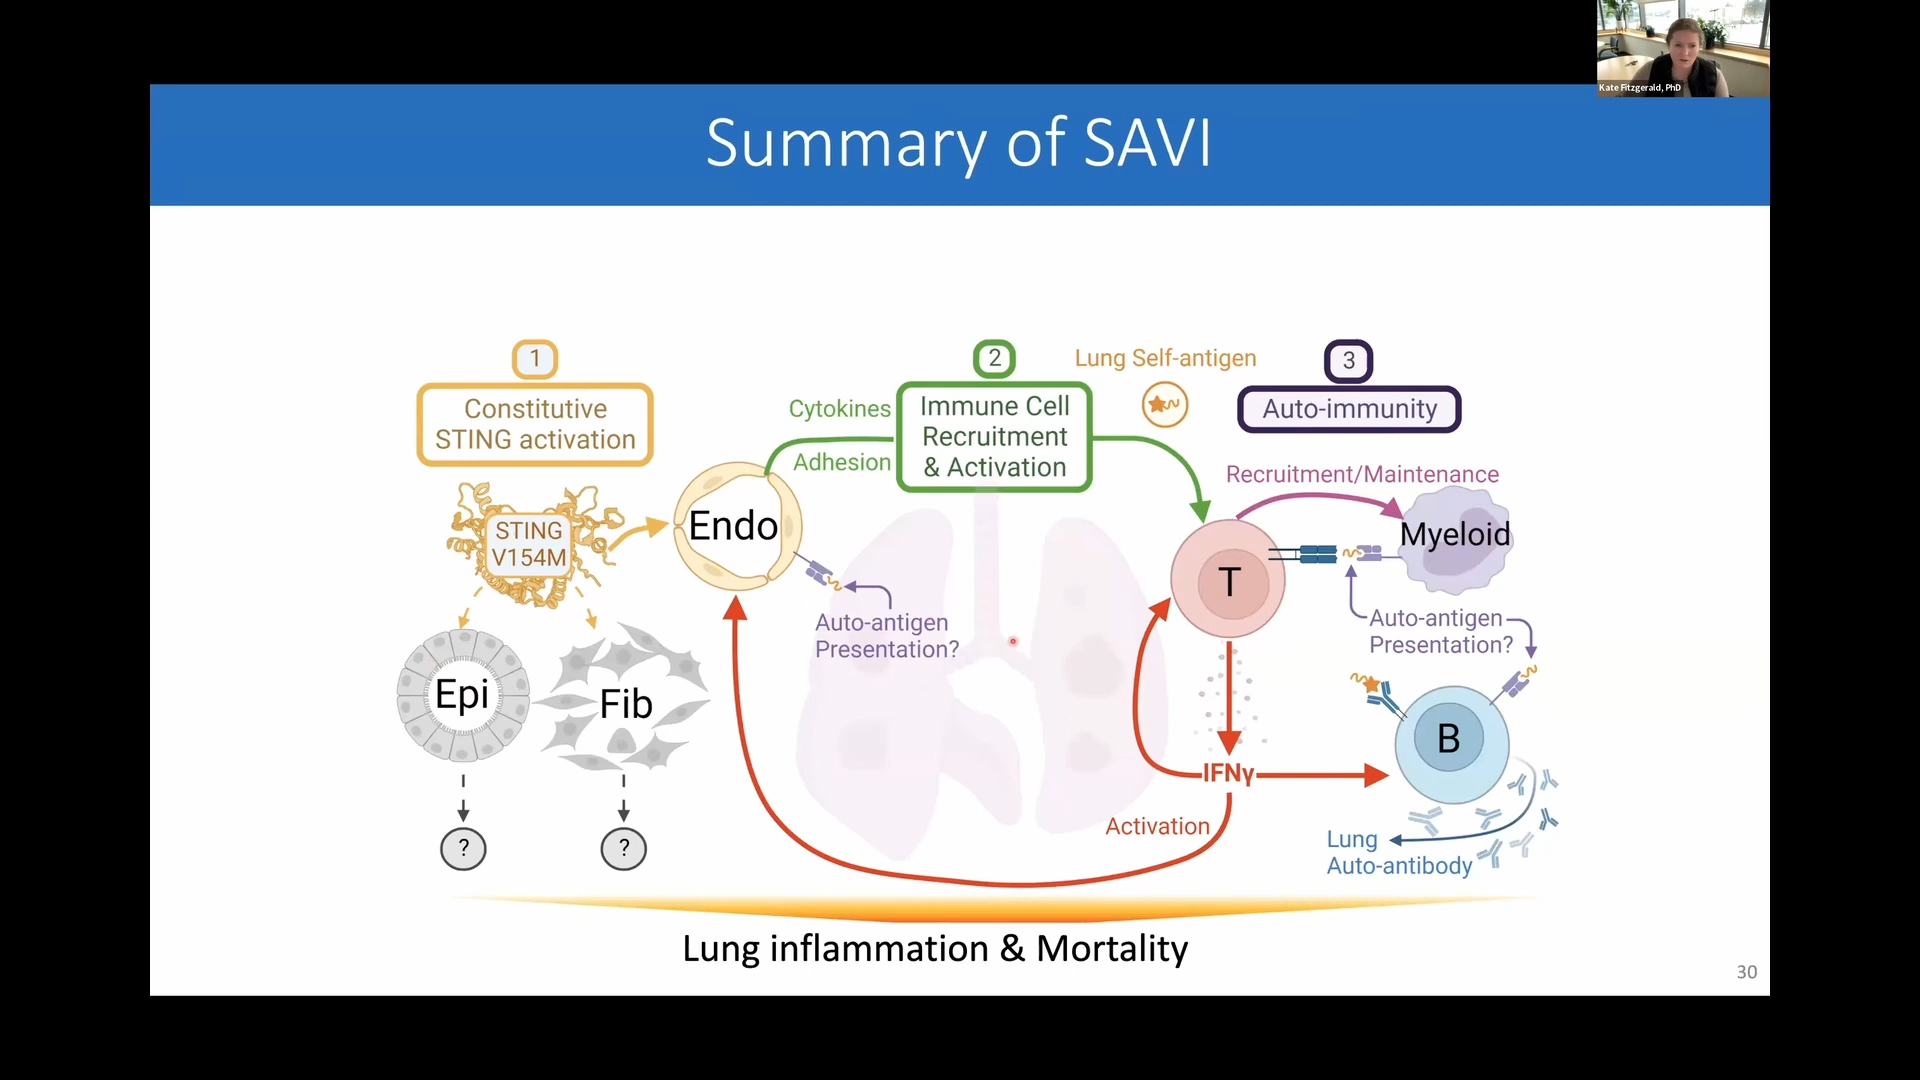 Kate Fitzgerald, PhD
Summary of SAVI
1
Constitutive
STING activation
STING
V154M
Epi
?
Fib
?
Endo
Cytokines
Adhesion
Auto-antigen
Presentation?
2
Immune Cell
Recruitment
& Activation
Lung Self-antigen
3
Auto-immunity
Recruitment/Maintenance
Myeloid
T
Auto-antigen
Presentation?
B
IFNγ
Activation
Lung
Auto-antibody
Lung inflammation & Mortality
30